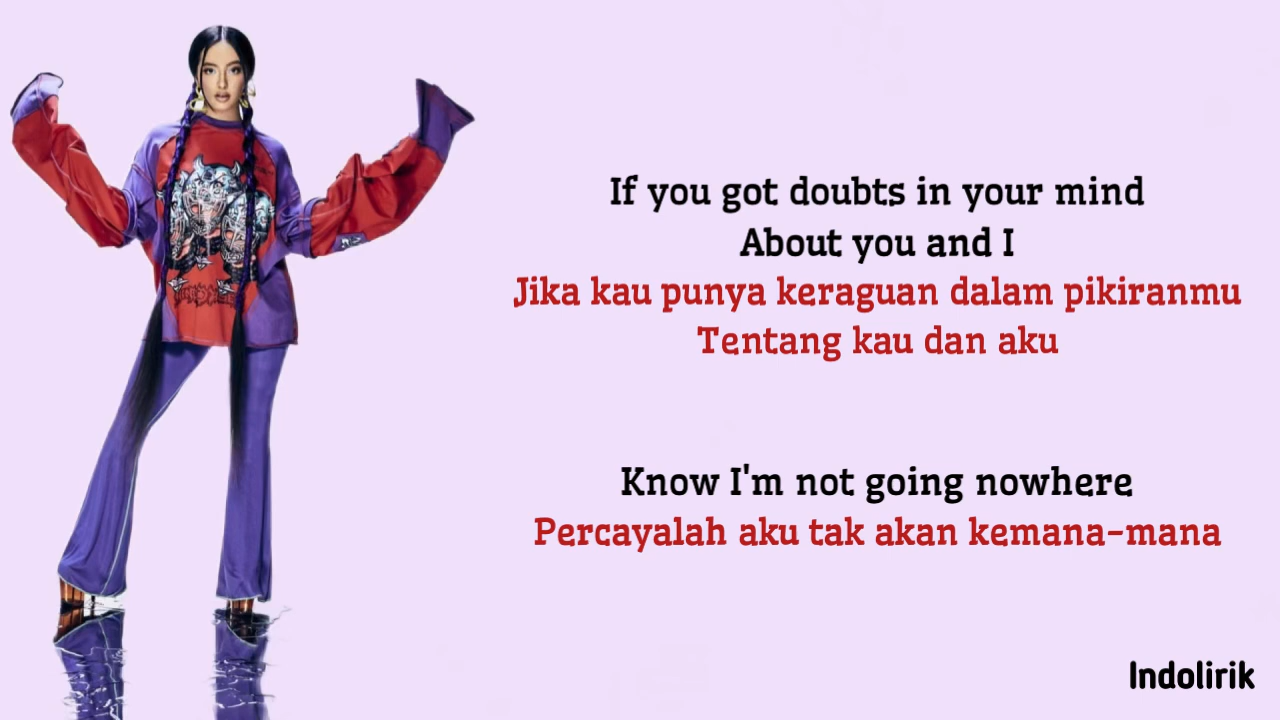 If you got doubts in your mind
About you and I
Jika kau punya keraguan dalam pikiranmu
Tentang kau dan aku
Know I'm not going nowhere
Percayalah aku tak akan kemana-mana
Indolirik